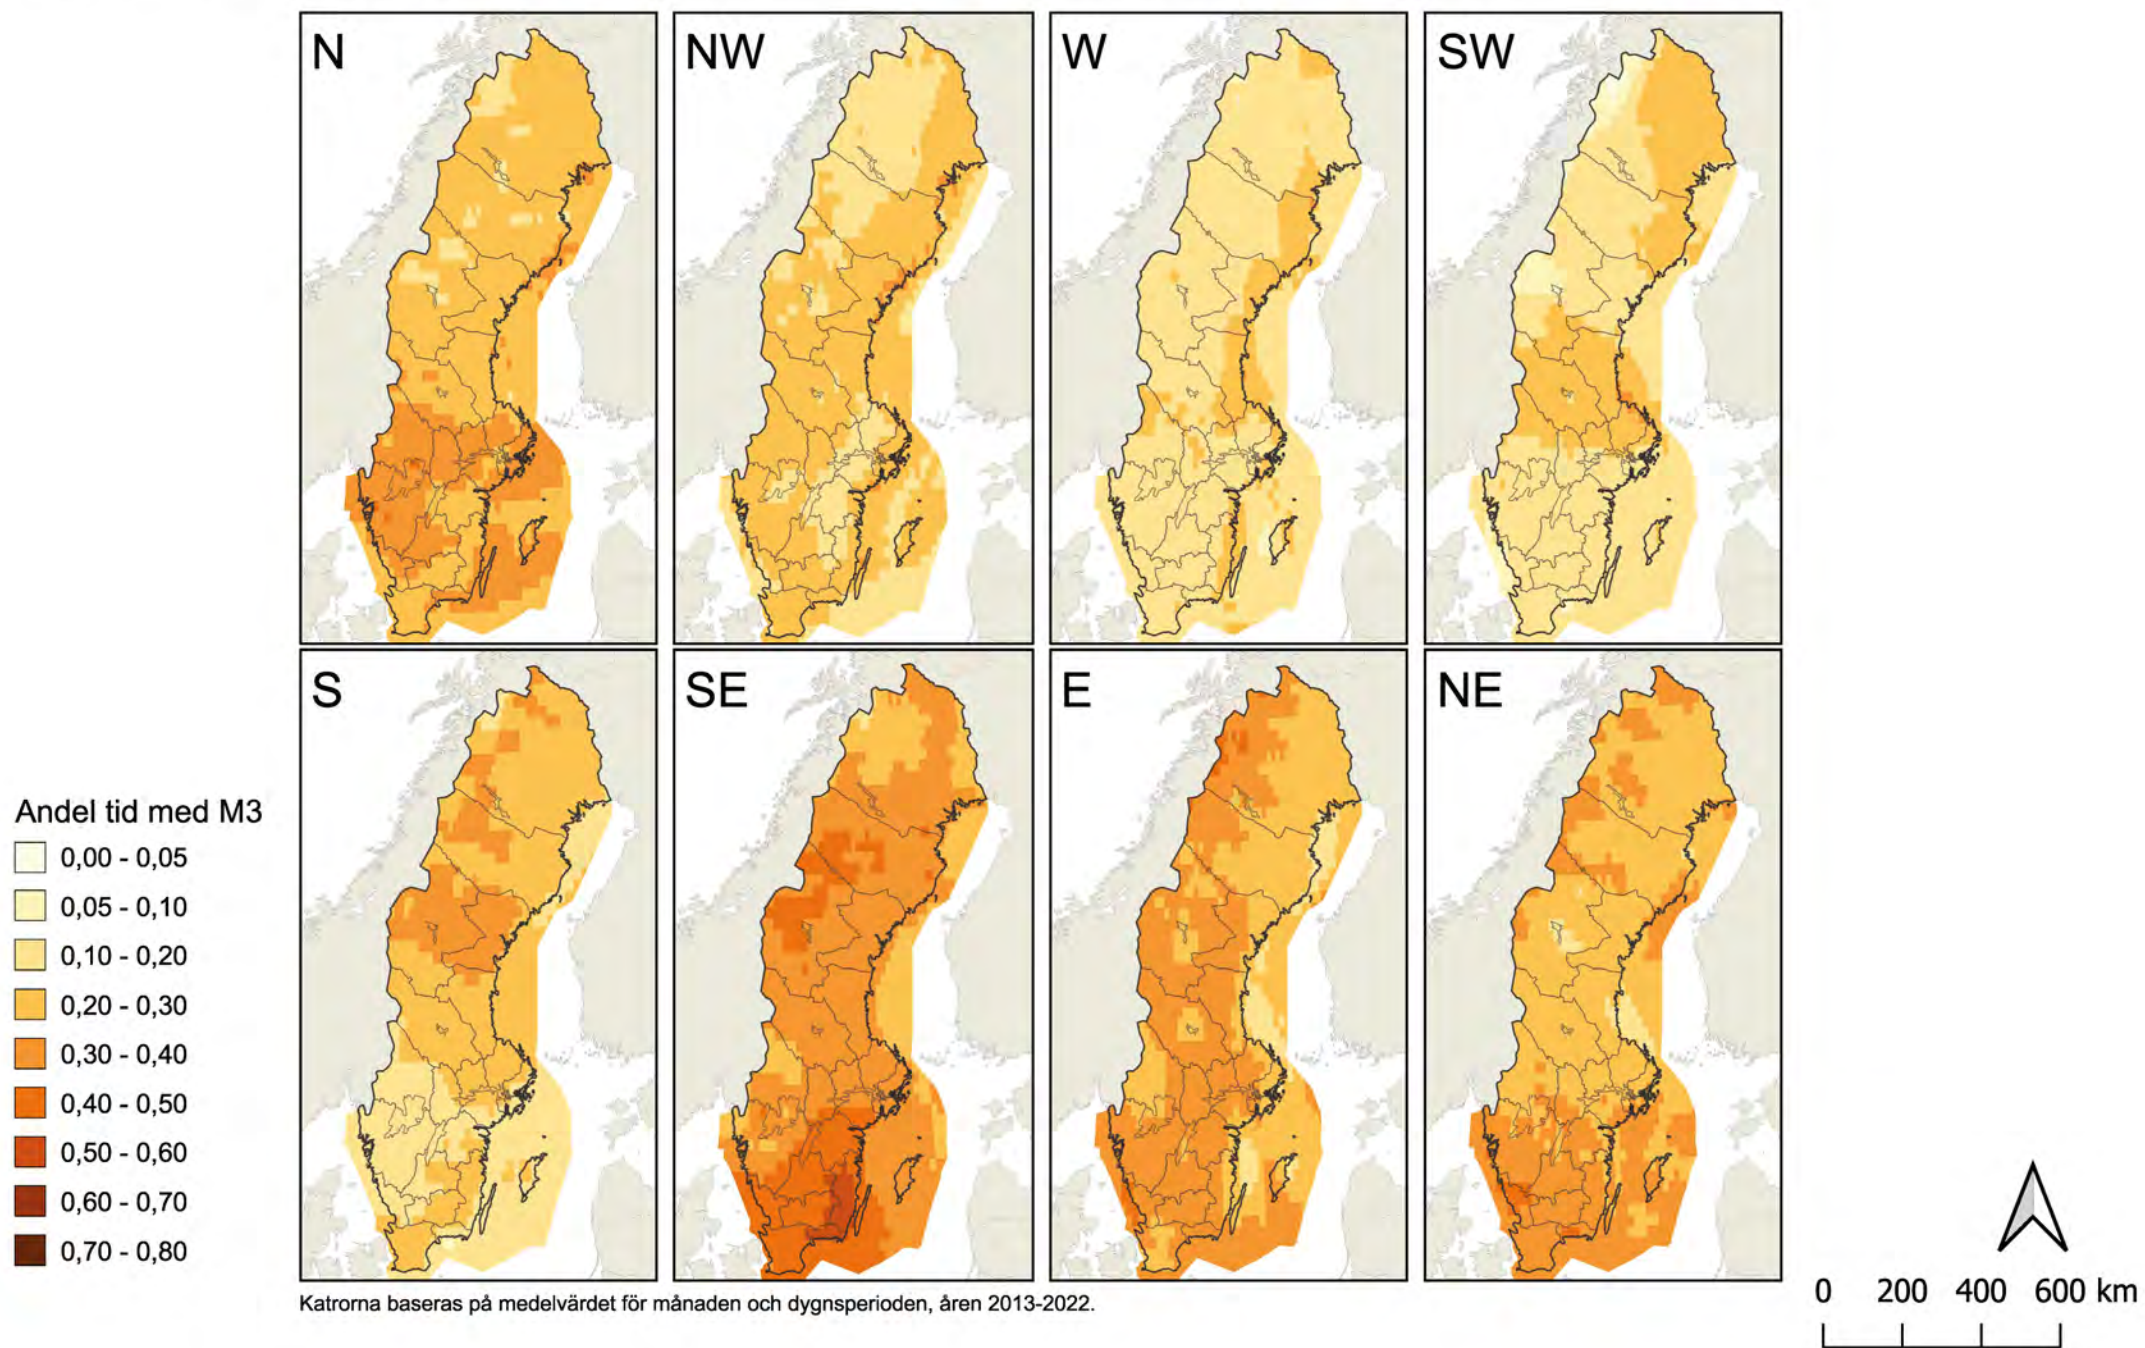 N
NW
W
SW
S
SE
E
NE
Andel tid med M3
0,00 - 0,05
0,05 - 0,10
0,10 - 0,20
0,20 - 0,30
0,30 - 0,40
0,40 - 0,50
0,50 - 0,60
0,60 - 0,70
0,70 - 0,80
Katrorna baseras på medelvärdet för månaden och dygnsperioden, åren 2013-2022.
0 200 400 600 km